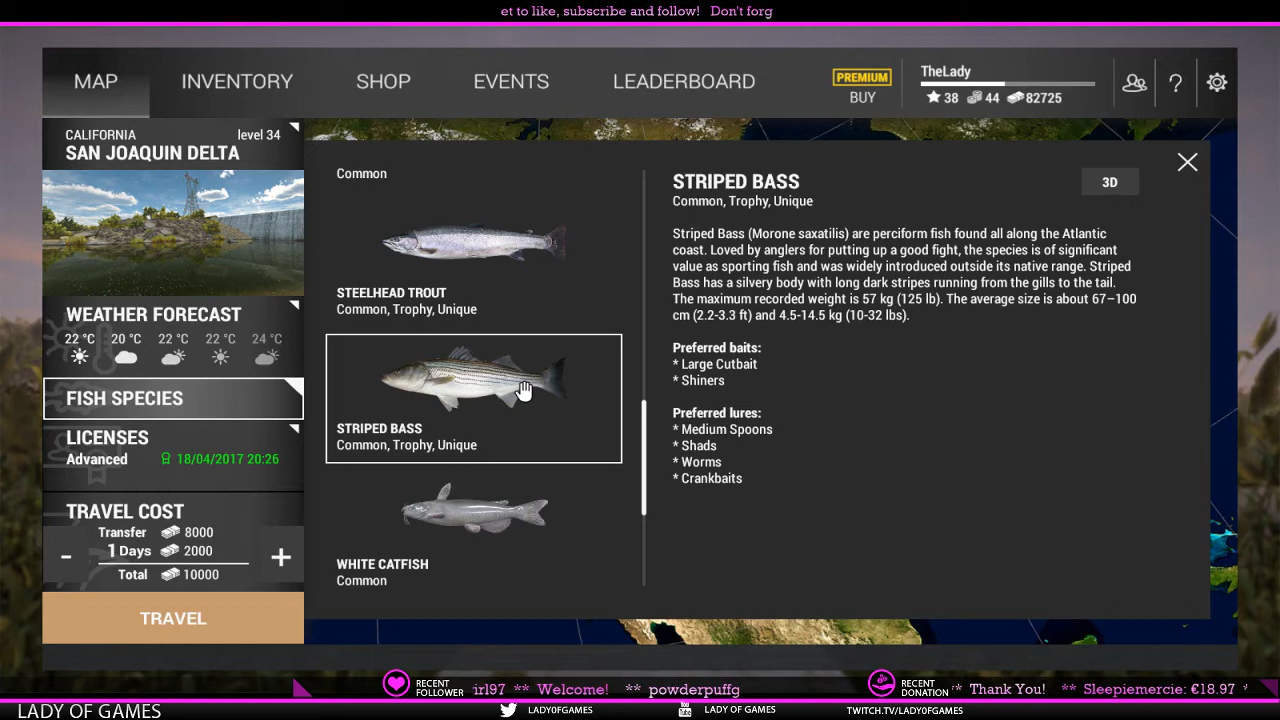 et to like, subscribe and follow!   Don't forg
MAP
INVENTORY
SHOP
EVENTS
LEADERBOARD
PREMIUM
BUY
TheLady
38 44 82725
?
CALIFORNIA level 34
SAN JOAQUIN DELTA
WEATHER FORECAST
22 °C 20 °C 22 °C 22 °C 24 °C
FISH SPECIES
LICENSES
Advanced 18/04/2017 20:26
TRAVEL COST
Transfer 8000
- 1 Days 2000 +
Total 10000
TRAVEL
Common
STEELHEAD TROUT
Common, Trophy, Unique
STRIPED BASS
Common, Trophy, Unique
WHITE CATFISH
Common
STRIPED BASS
Common, Trophy, Unique
3D
Striped Bass (Morone saxatilis) are perciform fish found all along the Atlantic
coast. Loved by anglers for putting up a good fight, the species is of significant
value as sporting fish and was widely introduced outside its native range. Striped
Bass has a silvery body with long dark stripes running from the gills to the tail.
The maximum recorded weight is 57 kg (125 lb). The average size is about 67–100
cm (2.2-3.3 ft) and 4.5-14.5 kg (10-32 lbs).
Preferred baits:
* Large Cutbait
* Shiners
Preferred lures:
* Medium Spoons
* Shads
* Worms
* Crankbaits
RECENT
FOLLOWER
irl97 ** Welcome! ** powderpuffg
RECENT
DONATION
* Thank You! ** Sleepiemercie: €18.97 *
LADY OF GAMES
LADY0FGAMES
LADY OF GAMES
TWITCH.TV/LADY0FGAMES